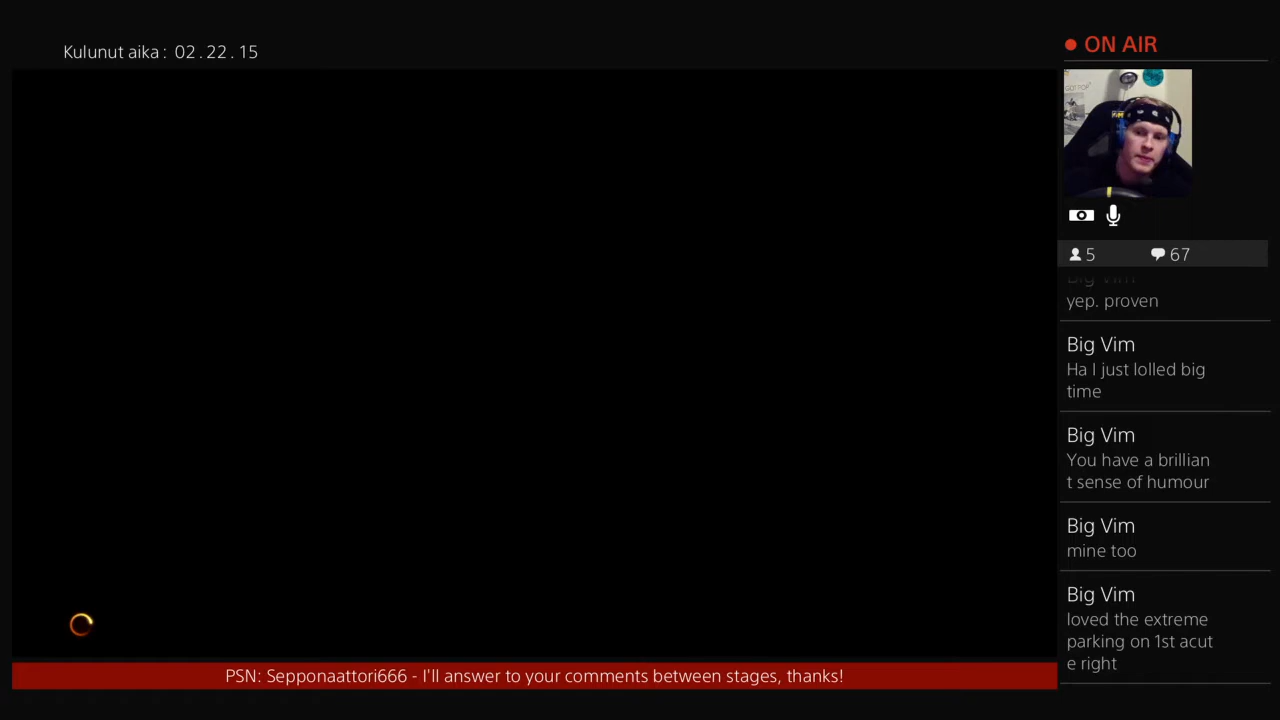 Kulunut aika : 02 . 22 . 15
ON AIR
5 67
Big Vim
yep. proven
Big Vim
Ha I just lolled big
time
Big Vim
You have a brillian
t sense of humour
Big Vim
mine too
Big Vim
loved the extreme
parking on 1st acut
e right
PSN: Sepponaattori666 - I'll answer to your comments between stages, thanks!